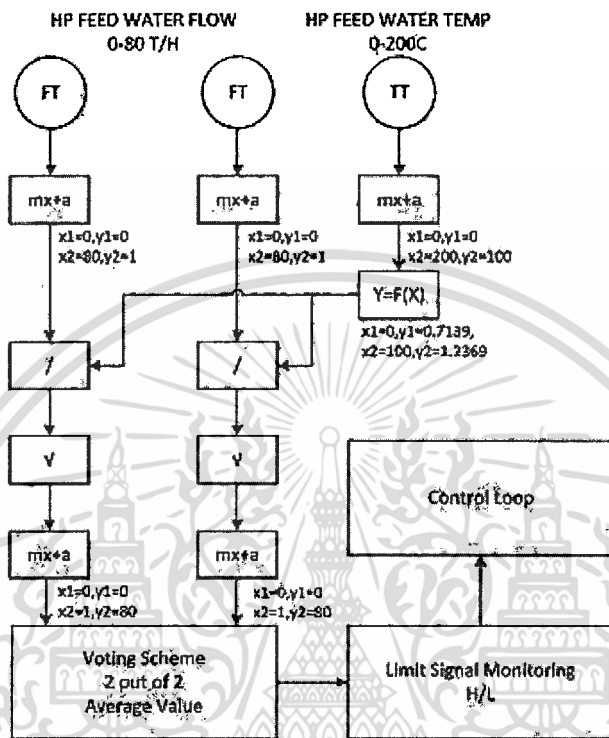 HP FEED WATER FLOW
0-80 T/H
HP FEED WATER TEMP
0-200C
FT
FT
TT
mx+a
mx+a
mx+a
x1=0,y1=0
x2=80,y2=1
x1=0,y1=0
x2=80,y2=1
x1=0,y1=0
x2=200,y2=100
Y=F(X)
x1=0,y1=0.7139,
x2=100,y2=1.2369
/
/
√
√
Control Loop
mx+a
mx+a
x1=0,y1=0
x2=1,y2=80
x1=0,y1=0
x2=1,y2=80
Voting Scheme
2 put of 2
Average Value
Limit Signal Monitoring
H/L